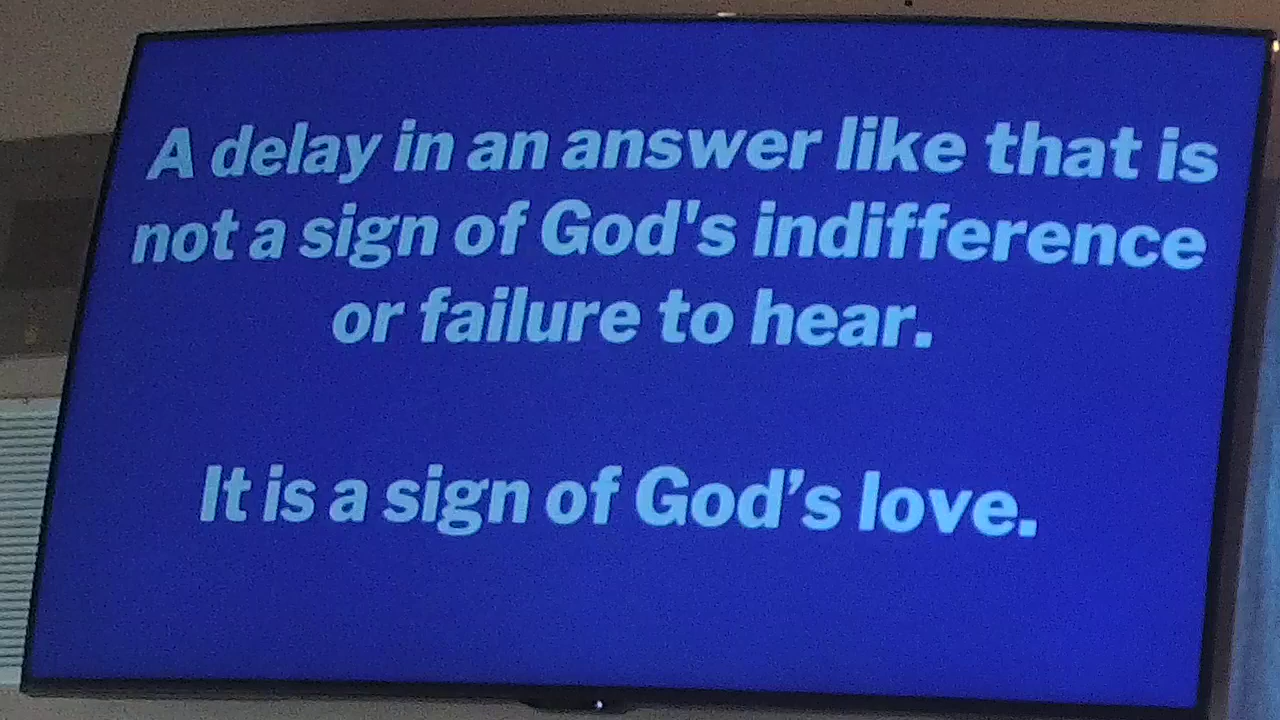 A delay in an answer like that is
not a sign of God's indifference
or failure to hear.
It is a sign of God’s love.